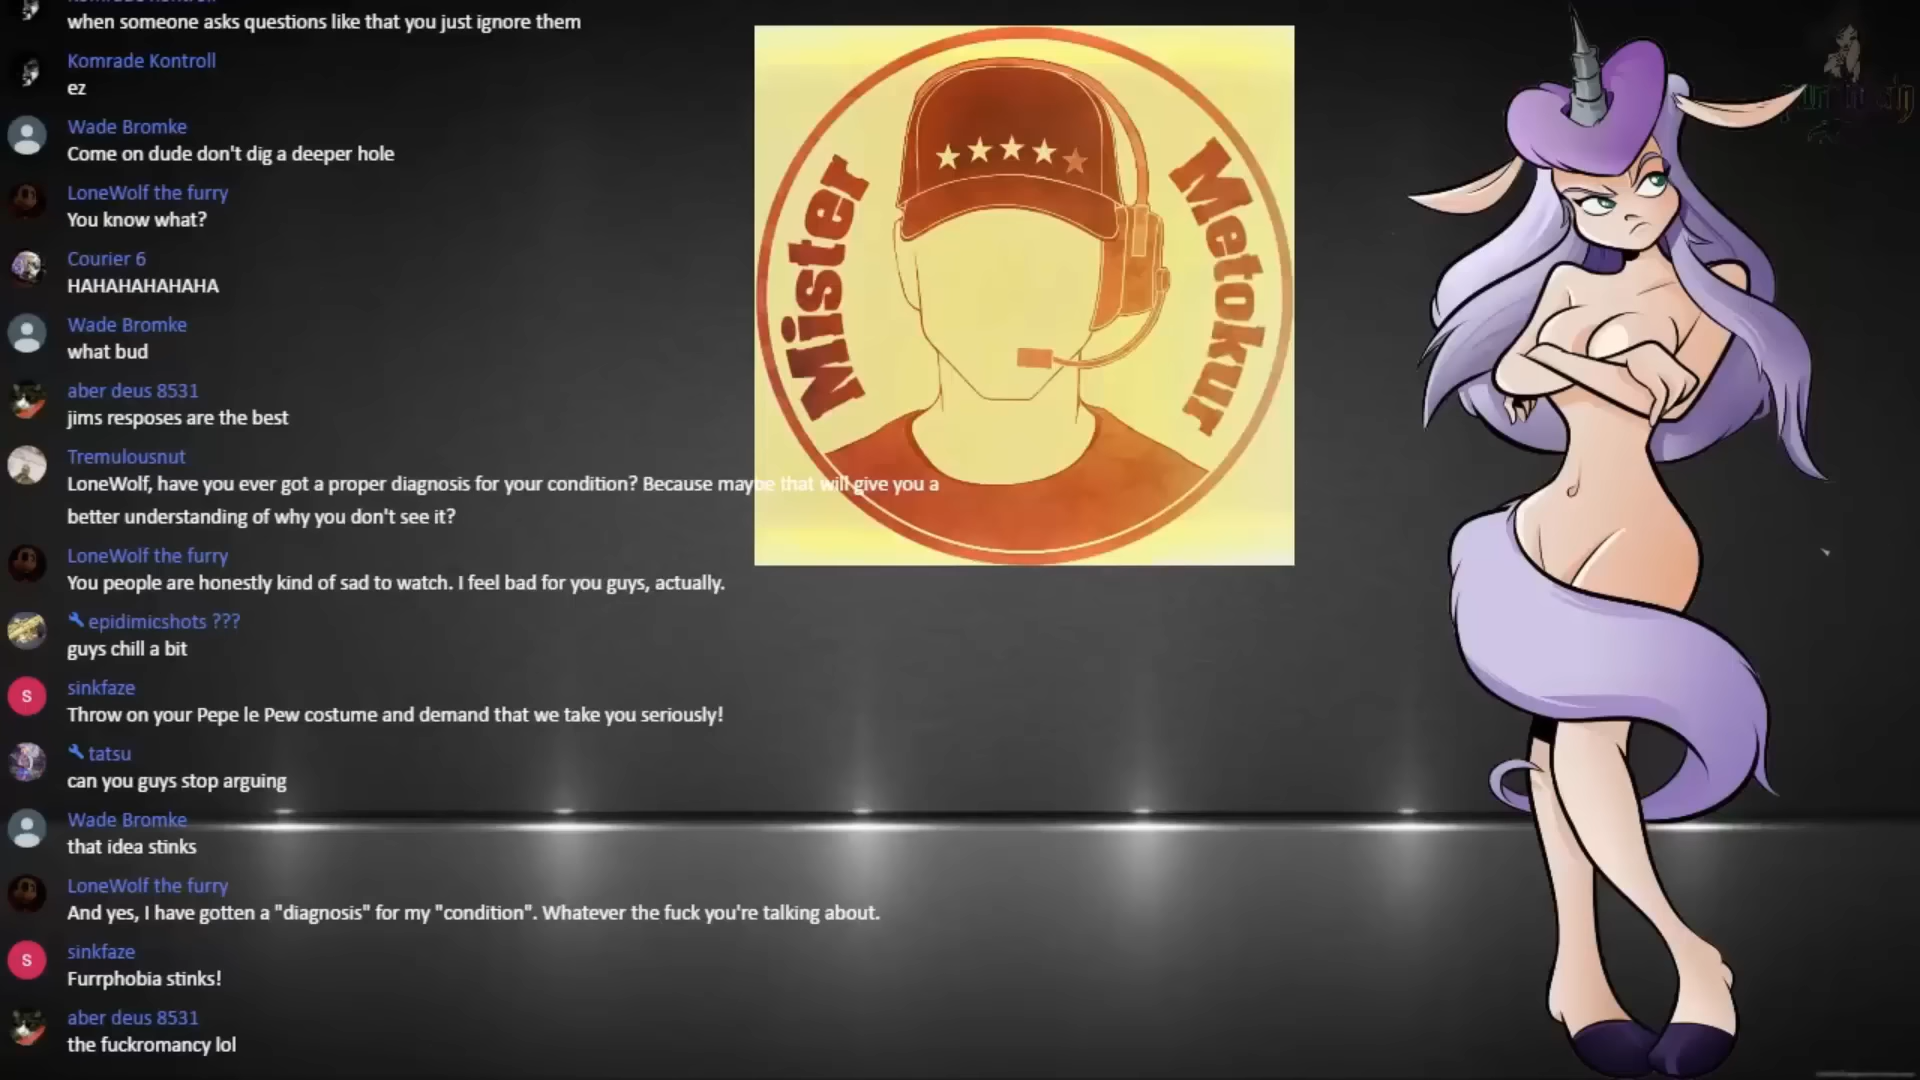 when someone asks questions like that you just ignore them
Komrade Kontroll
ez
Wade Bromke
Come on dude don't dig a deeper hole
LoneWolf the furry
You know what?
Courier 6
HAHAHAHAHAHA
Wade Bromke
what bud
aber deus 8531
jims resposes are the best
Tremulousnut
LoneWolf, have you ever got a proper diagnosis for your condition? Because maybe that will give you a
better understanding of why you don't see it?
LoneWolf the furry
You people are honestly kind of sad to watch. I feel bad for you guys, actually.
epidimicshots ???
guys chill a bit
S
sinkfaze
Throw on your Pepe le Pew costume and demand that we take you seriously!
tatsu
can you guys stop arguing
Wade Bromke
that idea stinks
LoneWolf the furry
And yes, I have gotten a "diagnosis" for my "condition". Whatever the fuck you're talking about.
S
sinkfaze
Furrphobia stinks!
aber deus 8531
the fuckromancy lol
Mister
Metokur